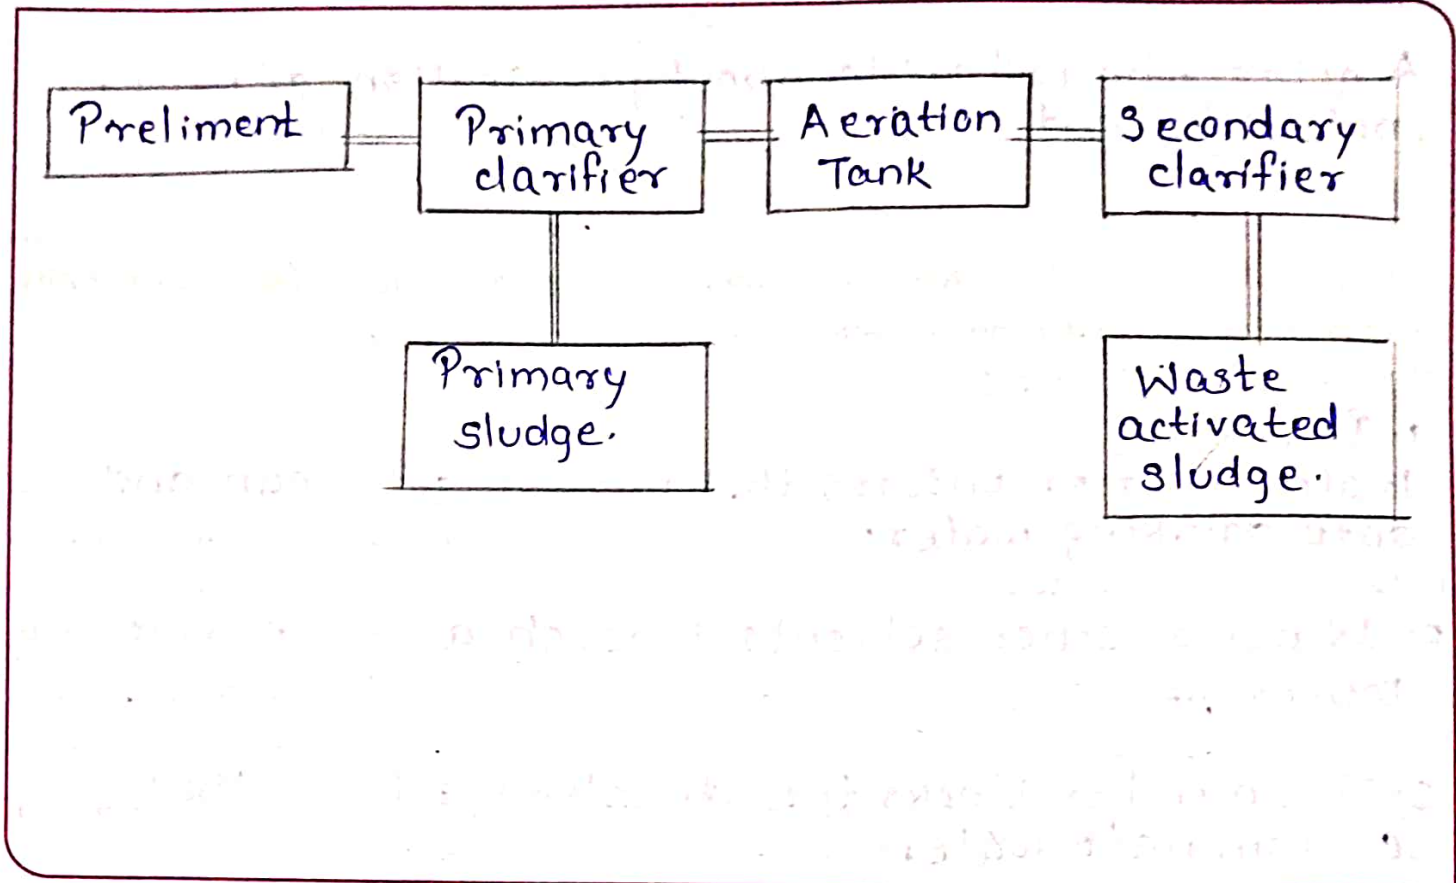 Preliment
Primary
clarifier
Aeration
Tank
Secondary
clarifier
Primary
sludge.
Waste
activated
sludge.